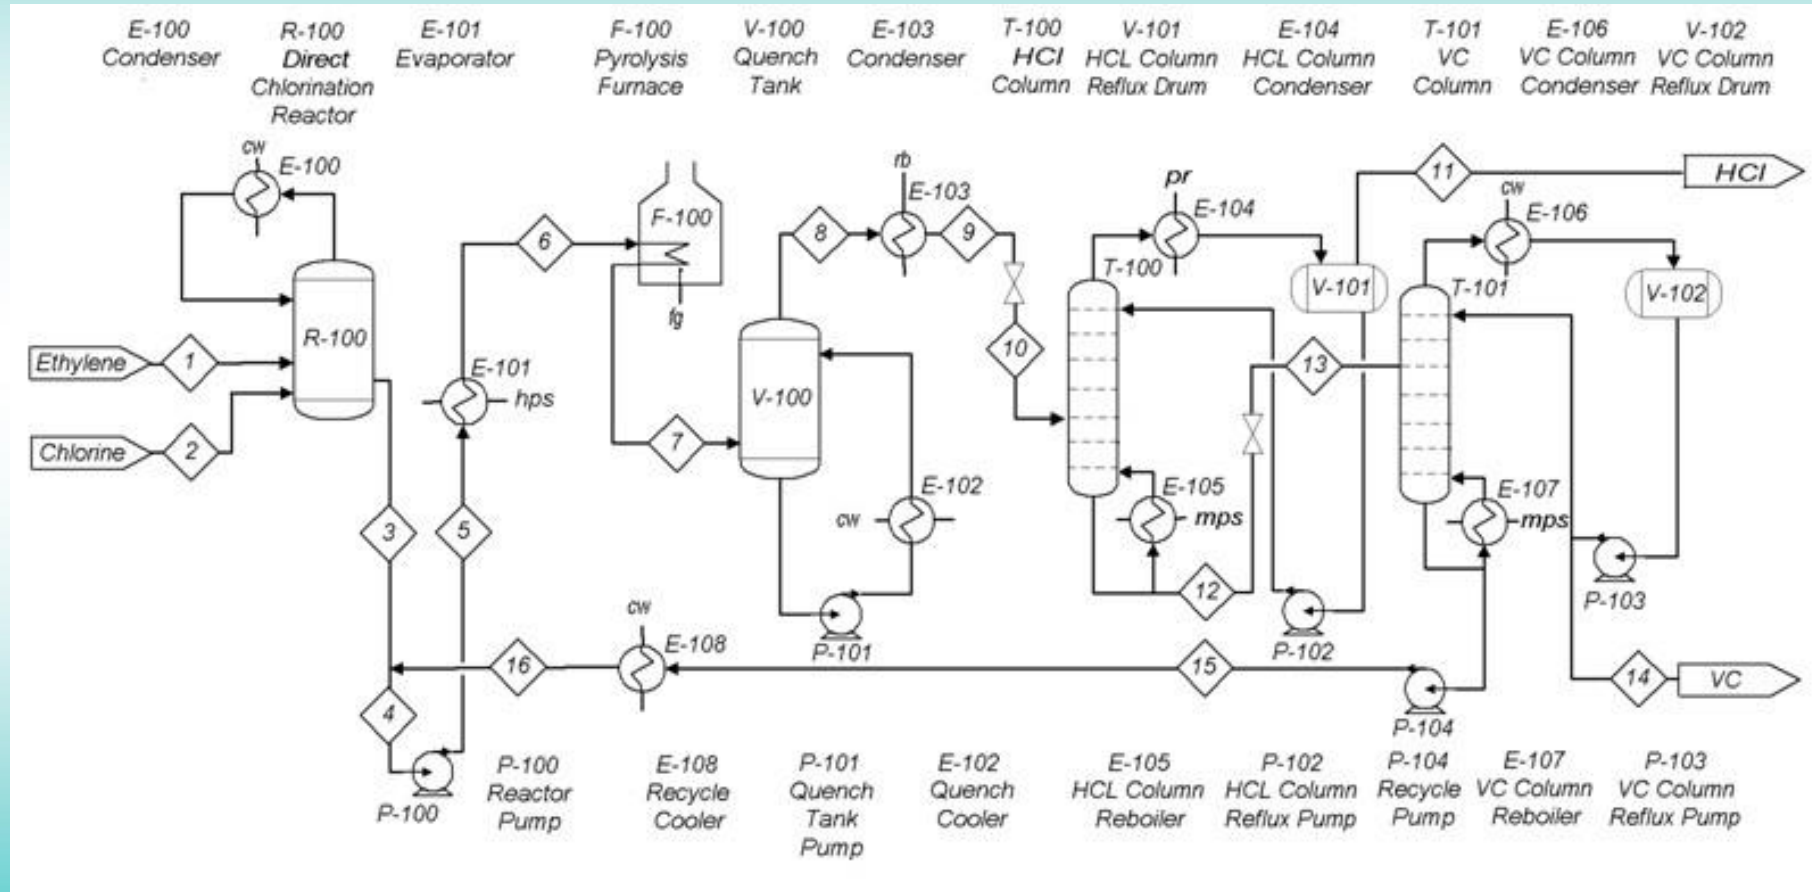 E-100
Condenser
R-100
Direct
Chlorination
Reactor
E-101
Evaporator
F-100
Pyrolysis
Furnace
V-100
Quench
Tank
E-103
Condenser
T-100
HCl
Column
V-101
HCL Column
Reflux Drum
E-104
HCL Column
Condenser
T-101
VC
Column
E-106
VC Column
Condenser
V-102
VC Column
Reflux Drum
cw
E-100
R-100
Ethylene
1
Chlorine
2
3
4
P-100
5
E-101
hps
6
F-100
fg
7
V-100
8
rb
E-103
9
10
E-102
cw
P-101
cw
E-108
16
15
T-100
pr
E-104
V-101
11
HCl
E-105
mps
12
P-102
13
T-101
cw
E-106
V-102
E-107
mps
P-103
P-104
14
VC
P-100
Reactor
Pump
E-108
Recycle
Cooler
P-101
Quench
Tank
Pump
E-102
Quench
Cooler
E-105
HCL Column
Reboiler
P-102
HCL Column
Reflux Pump
P-104
Recycle
Pump
E-107
VC Column
Reboiler
P-103
VC Column
Reflux Pump